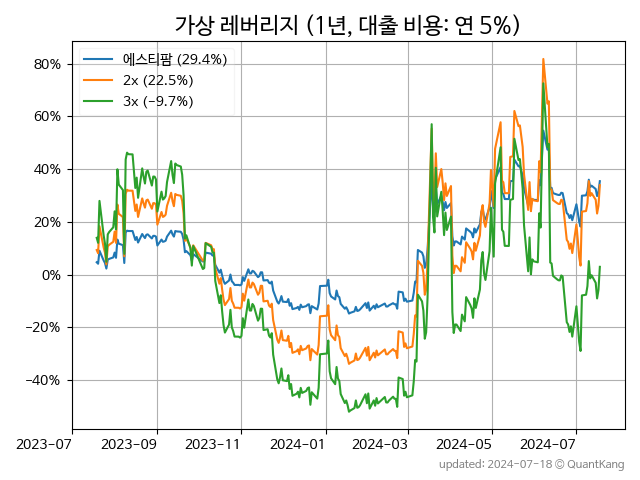 가상 레버리지 (1년, 대출 비용: 연 5%)
에스티팜 (29.4%)
2x (22.5%)
3x (−9.7%)
80%
60%
40%
20%
0%
−20%
−40%
2023-07
2023-09
2023-11
2024-01
2024-03
2024-05
2024-07
updated: 2024-07-18 © QuantKang